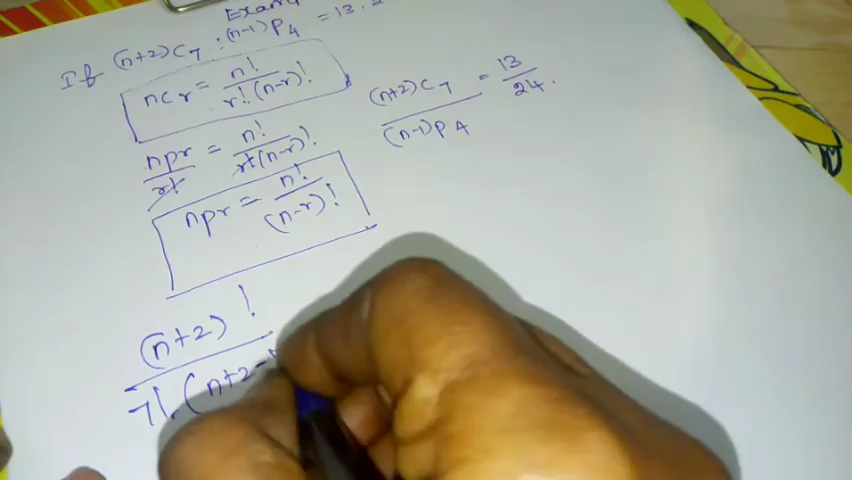 Exam
If (n+2)C7 : (n-1)P4 = 13.2
nCr = n! / r!.(n-r)!
npr / r! = n! / r!(n-r)!
npr = n! / (n-r)!
(n+2)C7 / (n-1)P4 = 13 / 24.
(n+2)! / 7!.(n+2-